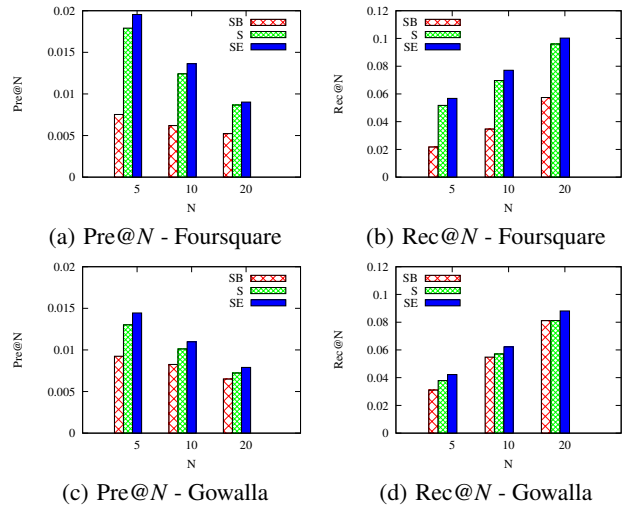 0.02
0.015
0.01
0.005
0
Pre@N
SB
S
SE
5 10 20
N
(a) Pre@N - Foursquare
0.12
0.1
0.08
0.06
0.04
0.02
0
Rec@N
SB
S
SE
5 10 20
N
(b) Rec@N - Foursquare
0.02
0.015
0.01
0.005
0
Pre@N
SB
S
SE
5 10 20
N
(c) Pre@N - Gowalla
0.12
0.1
0.08
0.06
0.04
0.02
0
Rec@N
SB
S
SE
5 10 20
N
(d) Rec@N - Gowalla